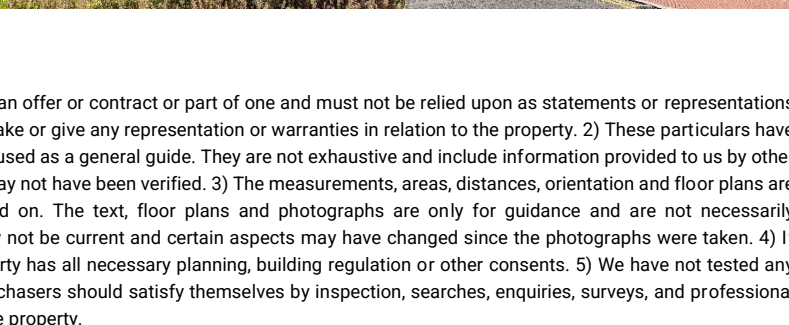 an offer or contract or part of one and must not be relied upon as statements or representations
ake or give any representation or warranties in relation to the property. 2) These particulars have
used as a general guide. They are not exhaustive and include information provided to us by othe
ay not have been verified. 3) The measurements, areas, distances, orientation and floor plans are
d on. The text, floor plans and photographs are only for guidance and are not necessarily
not be current and certain aspects may have changed since the photographs were taken. 4) I
rty has all necessary planning, building regulation or other consents. 5) We have not tested any
chasers should satisfy themselves by inspection, searches, enquiries, surveys, and professiona
e property.